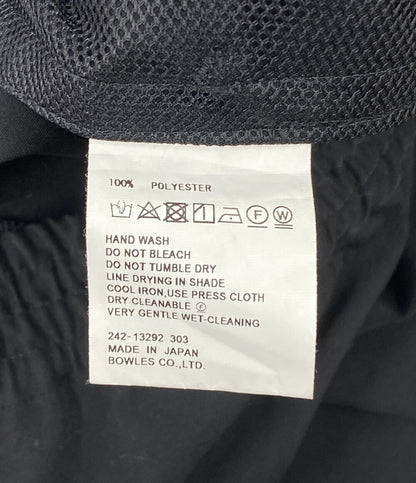 100% POLYESTER
F W
HAND WASH
DO NOT BLEACH
DO NOT TUMBLE DRY
LINE DRYING IN SHADE
COOL IRON,USE PRESS CLOTH
DRY CLEANABLE Ⓕ
VERY GENTLE WET-CLEANING
242-13292 303
MADE IN JAPAN
BOWLES CO.,LTD.